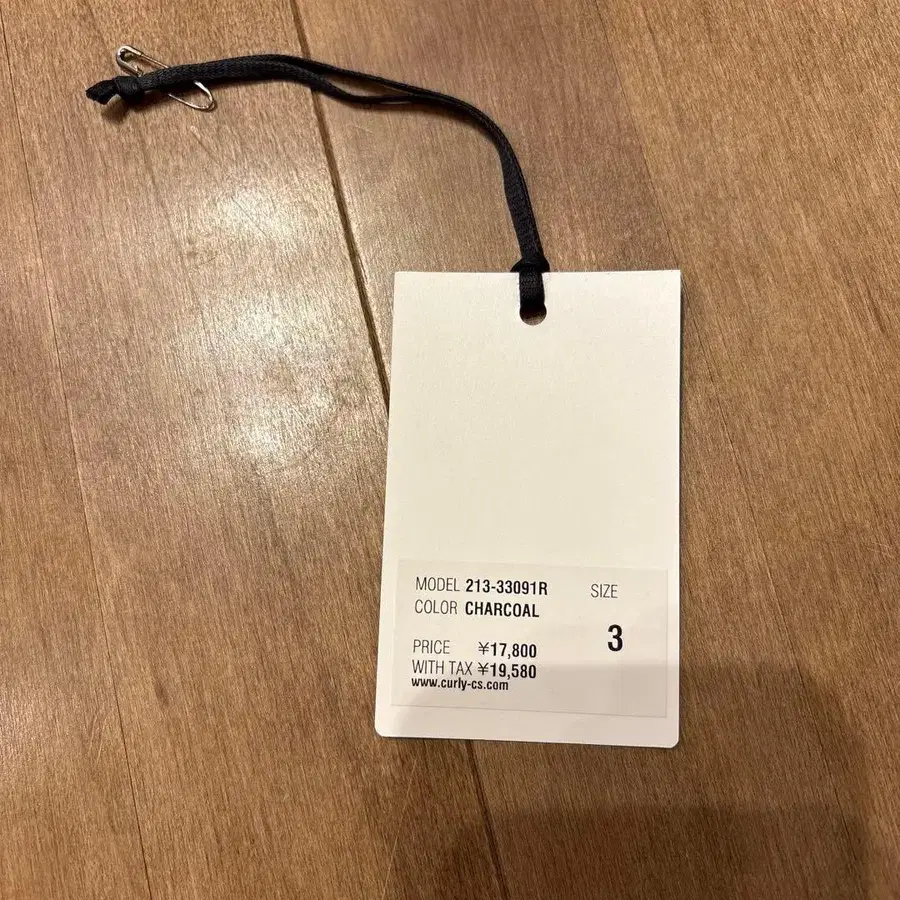 MODEL 213-33091R
COLOR CHARCOAL
SIZE
3
PRICE ¥17,800
WITH TAX ¥19,580
www.curly-cs.com